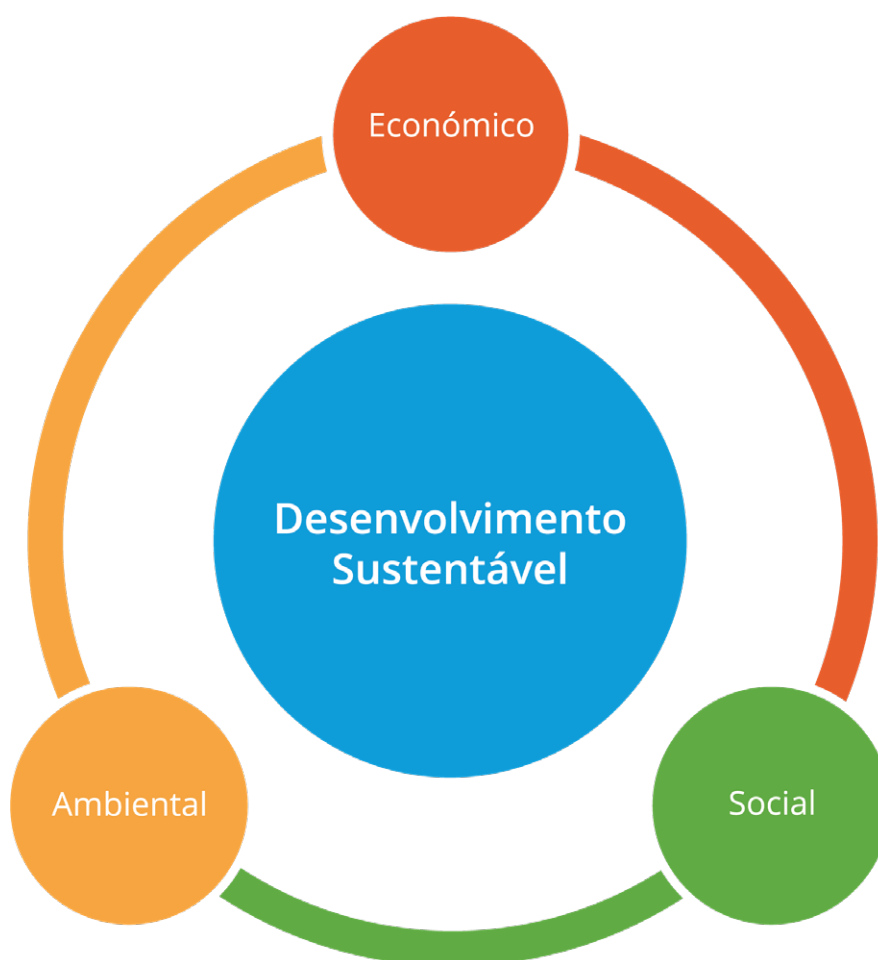 Económico
Desenvolvimento
Sustentável
Ambiental
Social